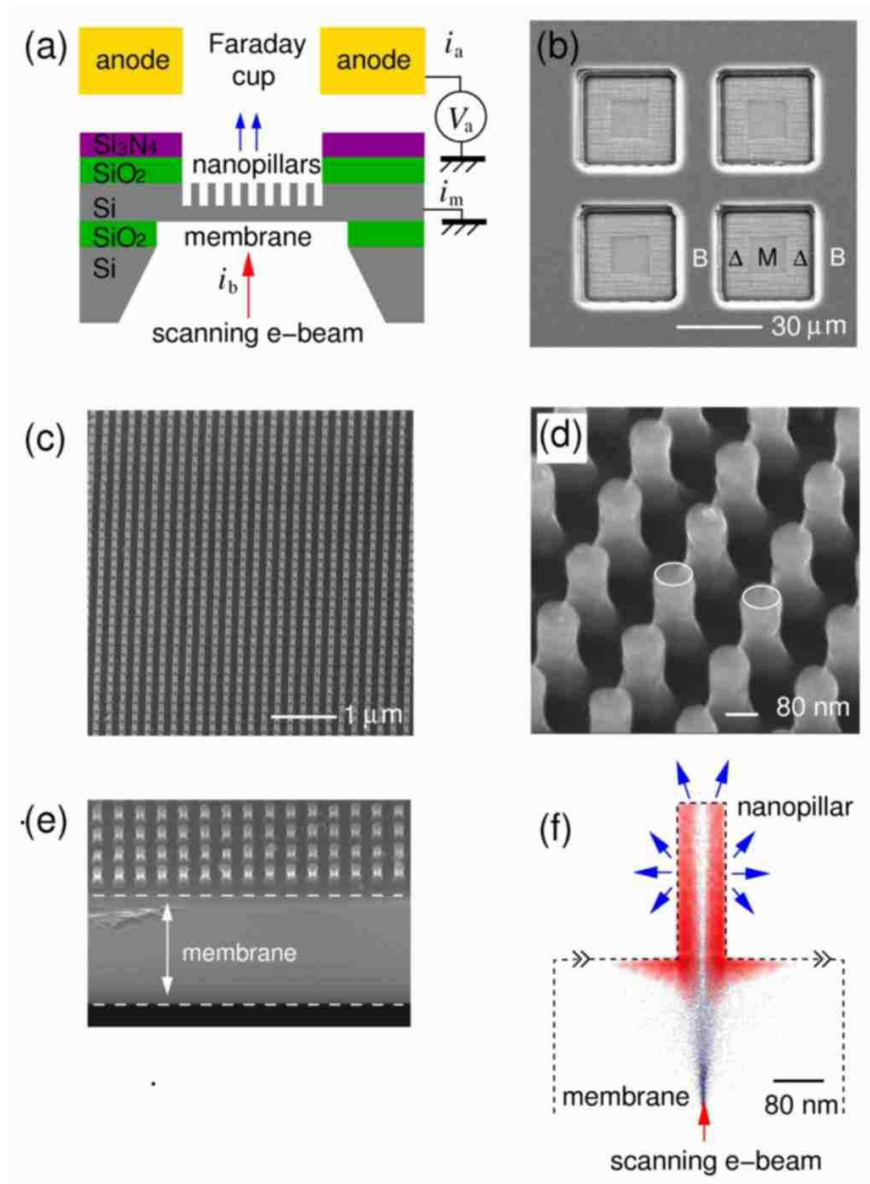 (a)
anode
Faraday
cup
anode
i_a
V_a
Si3N4
SiO2
nanopillars
Si
i_m
SiO2
membrane
Si
i_b
scanning e−beam
(b)
B Δ M Δ B
30 μm
(c)
1 μm
(d)
80 nm
(e)
membrane
(f)
nanopillar
membrane
80 nm
scanning e−beam